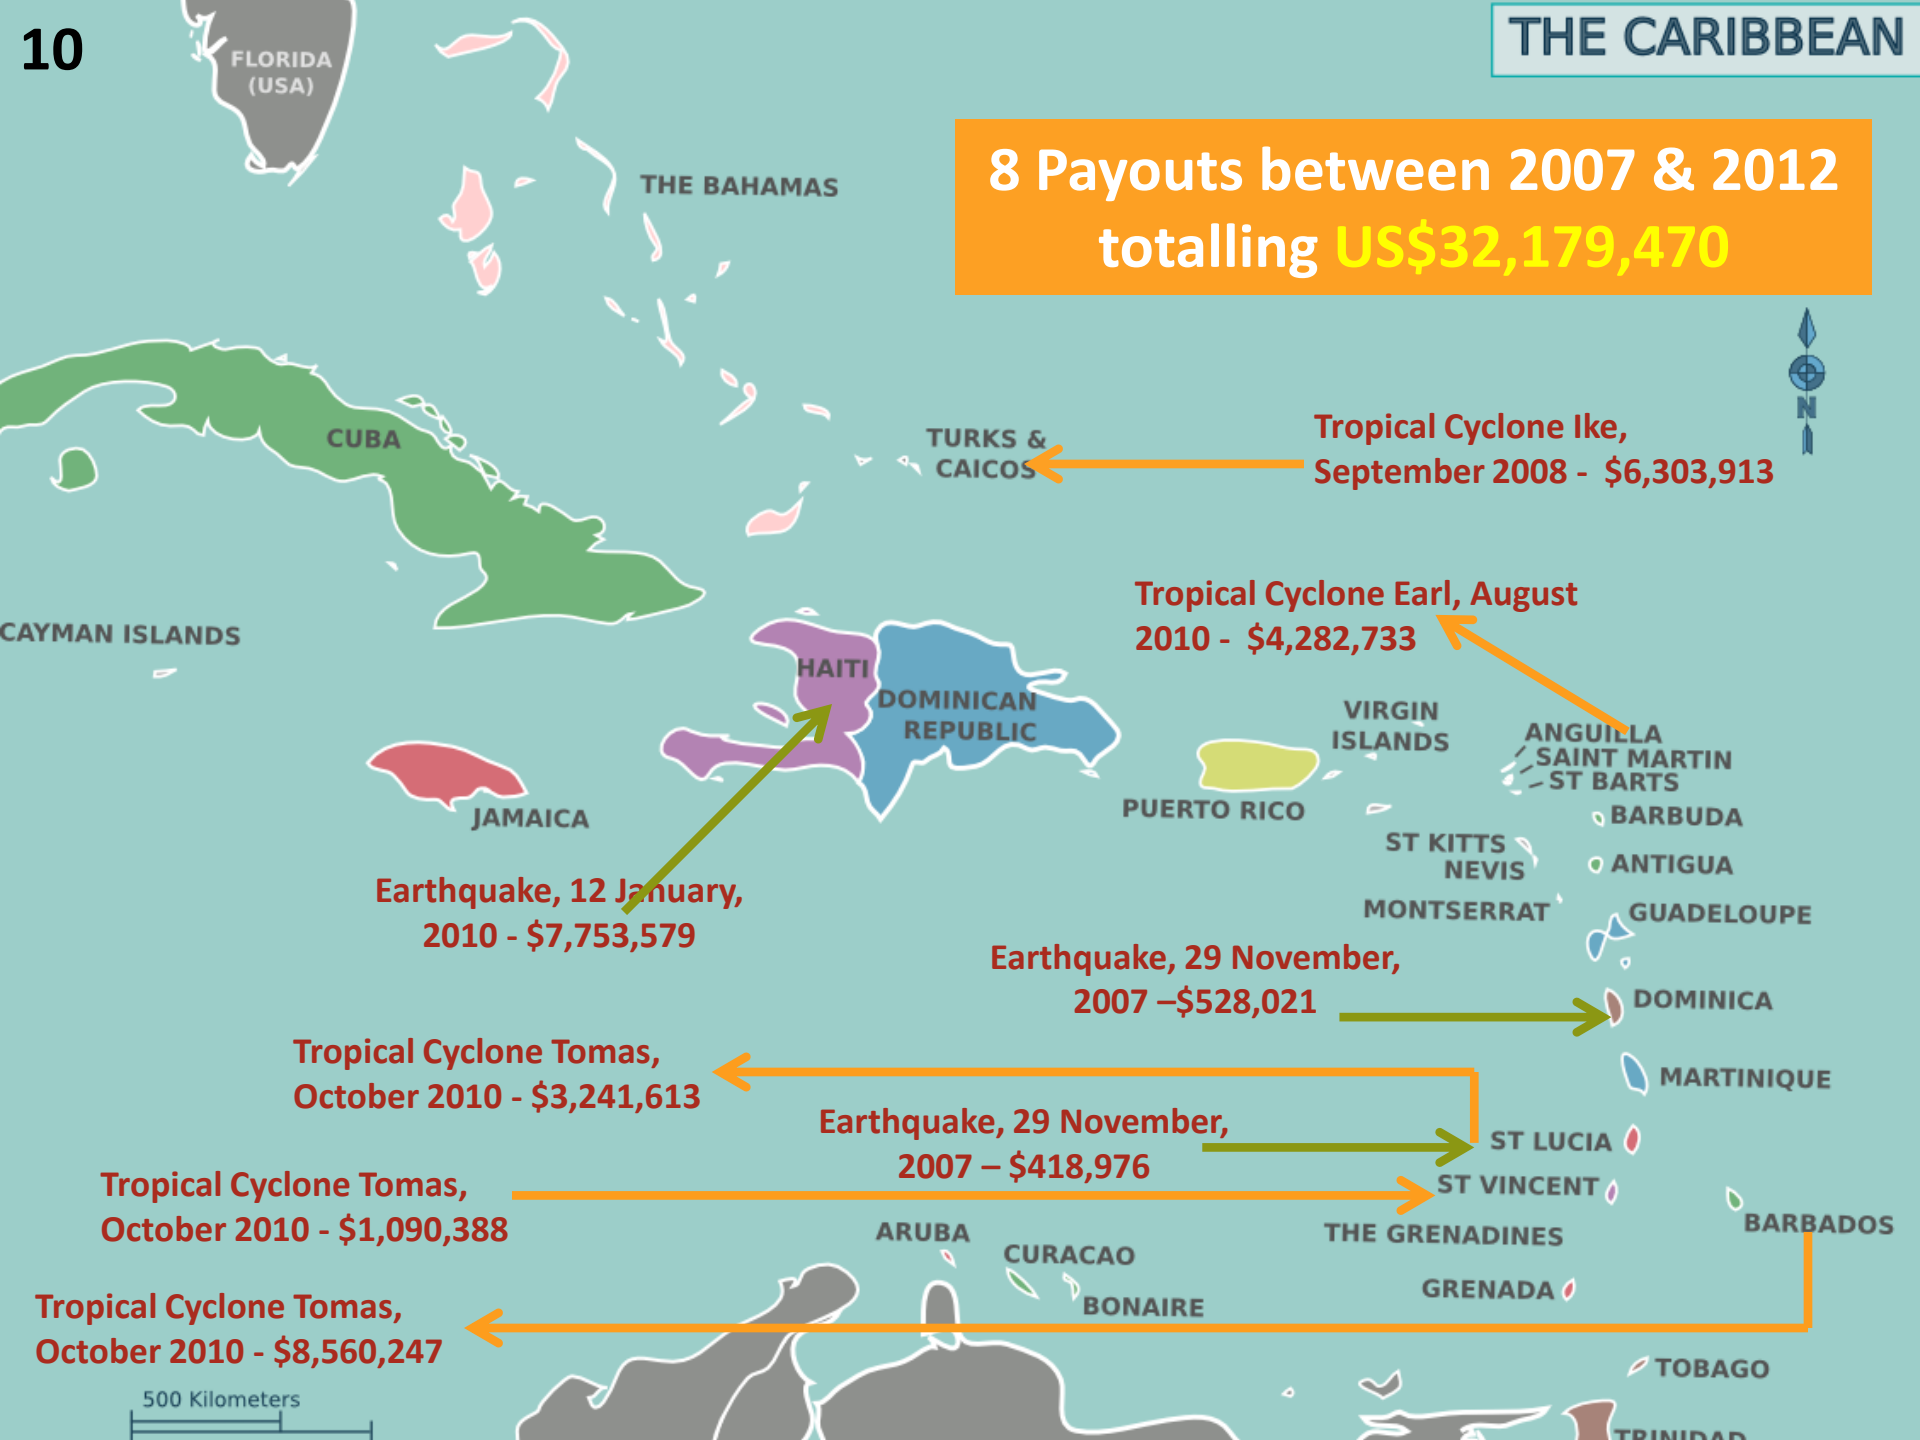 10
THE CARIBBEAN
FLORIDA
(USA)
8 Payouts between 2007 & 2012
totalling US$32,179,470
THE BAHAMAS
N
CUBA
TURKS &
CAICOS
Tropical Cyclone Ike,
September 2008 - $6,303,913
Tropical Cyclone Earl, August
2010 - $4,282,733
CAYMAN ISLANDS
HAITI
DOMINICAN
REPUBLIC
VIRGIN
ISLANDS
ANGUILLA
SAINT MARTIN
ST BARTS
JAMAICA
PUERTO RICO
BARBUDA
ST KITTS
NEVIS
ANTIGUA
MONTSERRAT
GUADELOUPE
Earthquake, 12 January,
2010 - $7,753,579
Earthquake, 29 November,
2007 –$528,021
DOMINICA
Tropical Cyclone Tomas,
October 2010 - $3,241,613
MARTINIQUE
Earthquake, 29 November,
2007 – $418,976
ST LUCIA
Tropical Cyclone Tomas,
October 2010 - $1,090,388
ST VINCENT
THE GRENADINES
BARBADOS
ARUBA
CURACAO
BONAIRE
GRENADA
Tropical Cyclone Tomas,
October 2010 - $8,560,247
TOBAGO
500 Kilometers
TRINIDAD